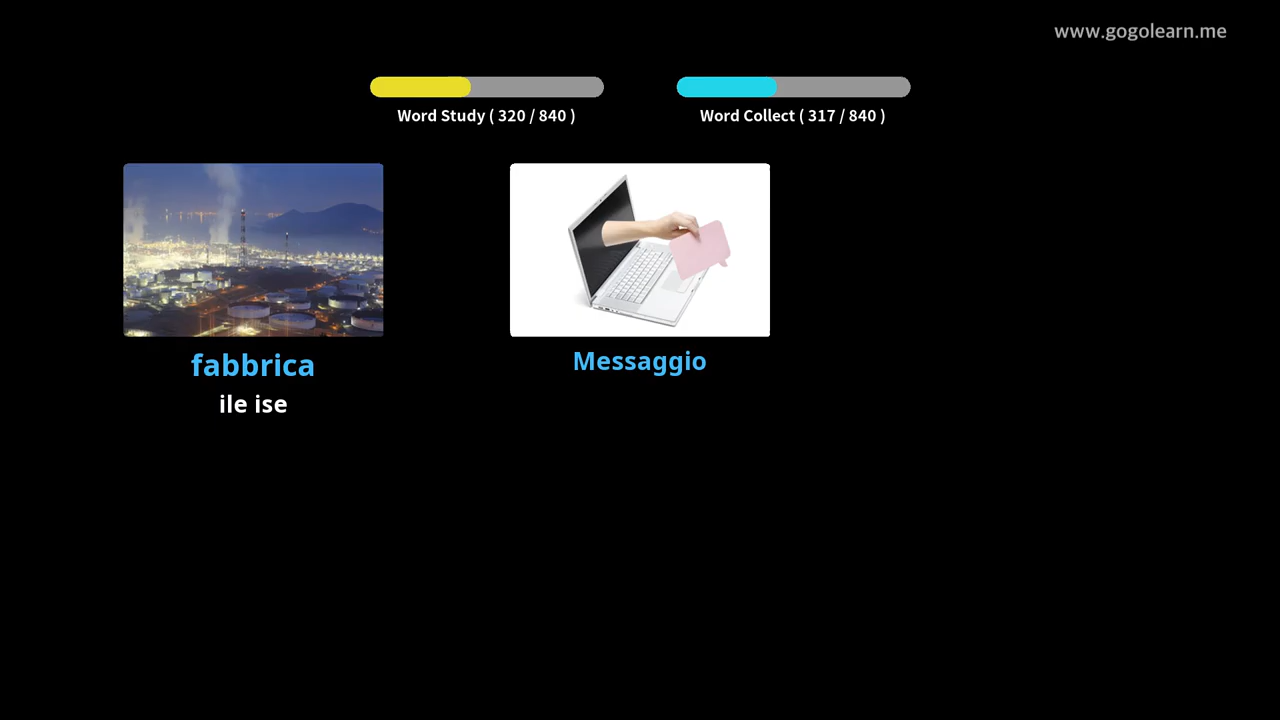 www.gogolearn.me
Word Study ( 320 / 840 )
Word Collect ( 317 / 840 )
fabbrica
ile ise
Messaggio